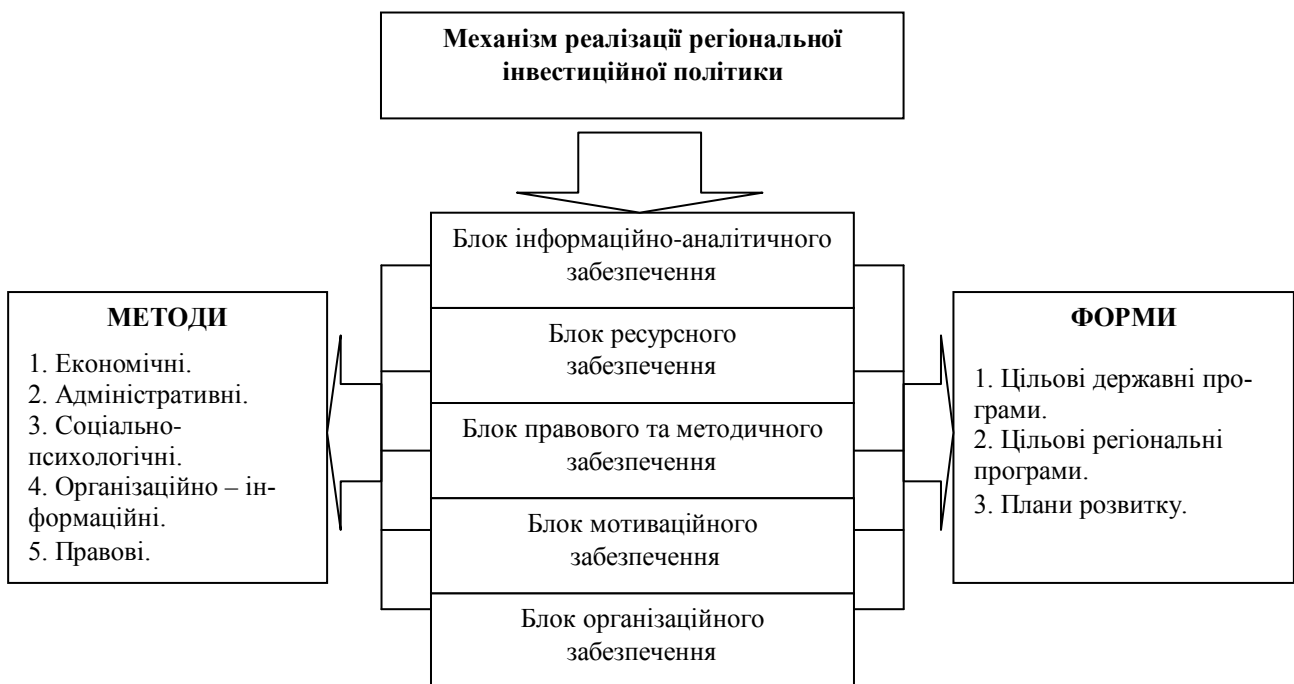 Механізм реалізації регіональної
інвестиційної політики
Блок інформаційно-аналітичного
забезпечення
Блок ресурсного
забезпечення
Блок правового та методичного
забезпечення
Блок мотиваційного
забезпечення
Блок організаційного
забезпечення
МЕТОДИ
1. Економічні.
2. Адміністративні.
3. Соціально-
психологічні.
4. Організаційно – ін-
формаційні.
5. Правові.
ФОРМИ
1. Цільові державні про-
грами.
2. Цільові регіональні
програми.
3. Плани розвитку.